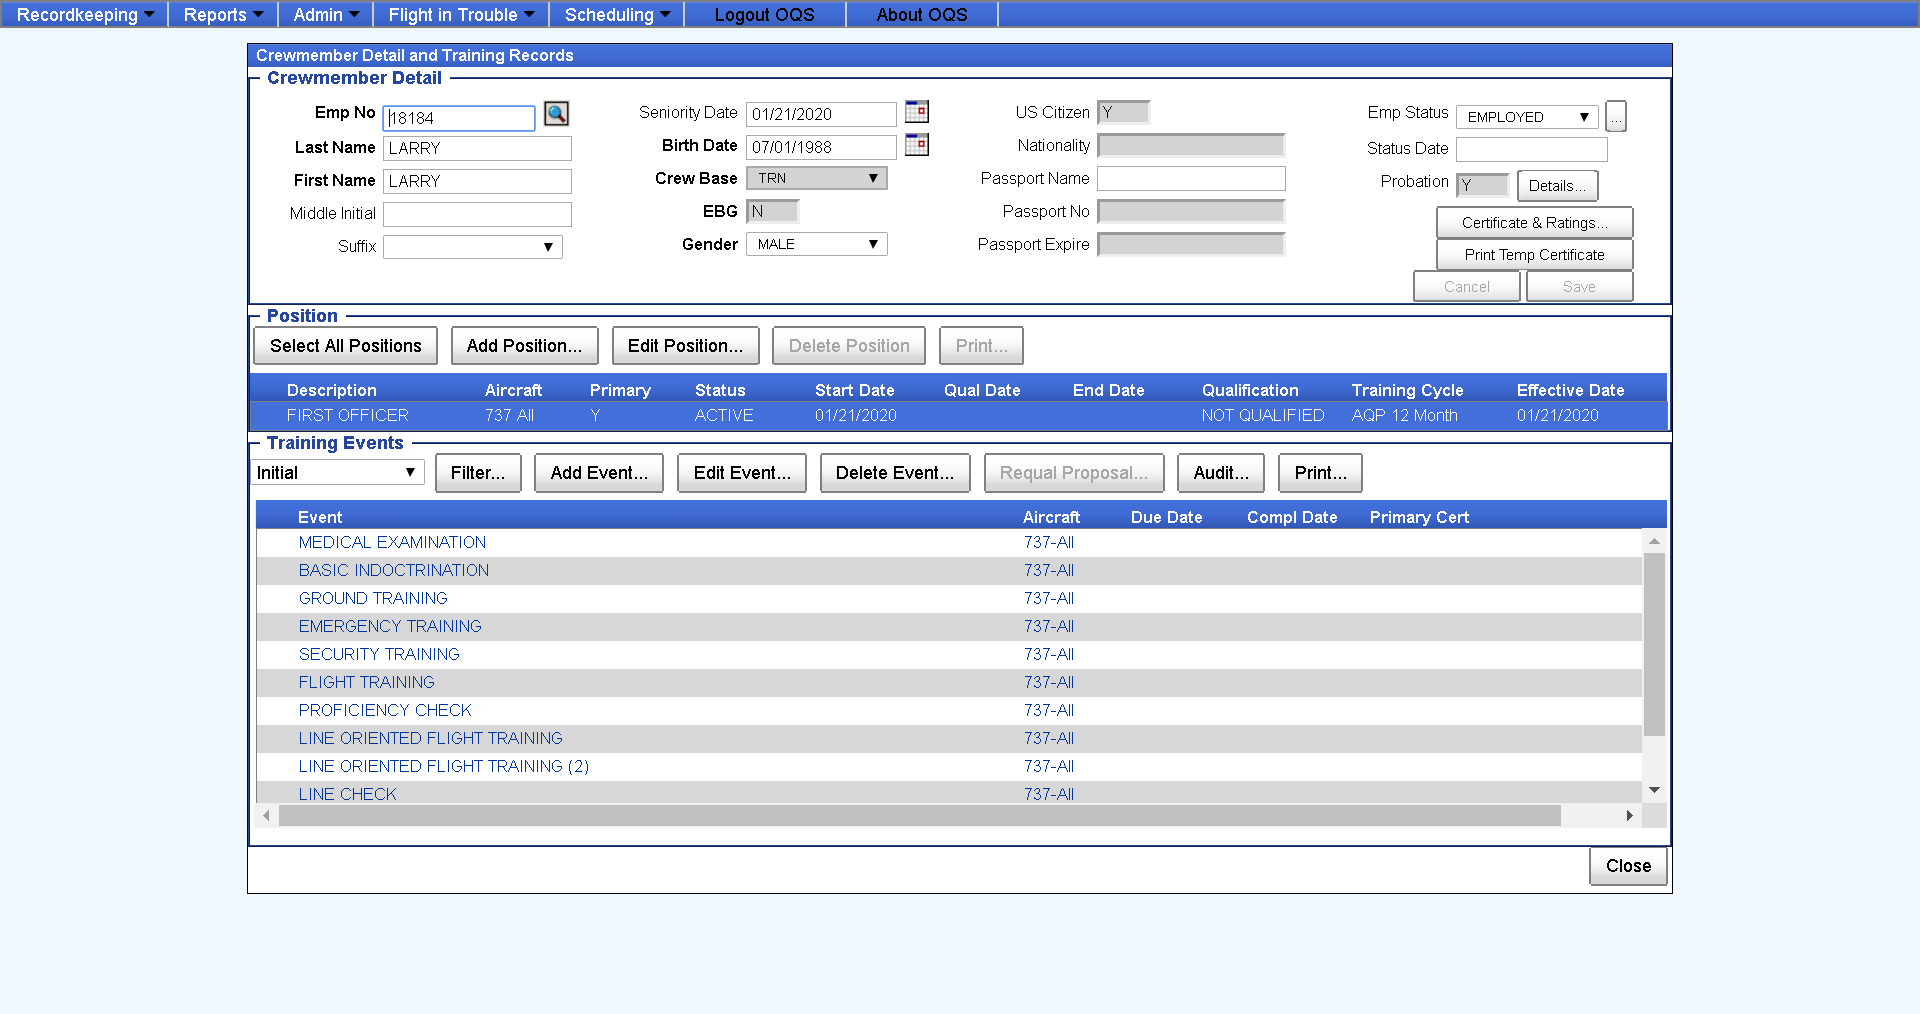 Recordkeeping Reports Admin Flight in Trouble Scheduling Logout OQS About OQS
Crewmember Detail and Training Records
Crewmember Detail
Emp No 18184 Seniority Date 01/21/2020 US Citizen Y Emp Status EMPLOYED ...
Last Name LARRY Birth Date 07/01/1988 Nationality Status Date
First Name LARRY Crew Base TRN Passport Name Probation Y Details...
Middle Initial EBG N Passport No Certificate & Ratings...
Suffix Gender MALE Passport Expire Print Temp Certificate
Cancel Save
Position
Select All Positions Add Position... Edit Position... Delete Position Print...
Description Aircraft Primary Status Start Date Qual Date End Date Qualification Training Cycle Effective Date
FIRST OFFICER 737 All Y ACTIVE 01/21/2020 NOT QUALIFIED AQP 12 Month 01/21/2020
Training Events
Initial Filter... Add Event... Edit Event... Delete Event... Requal Proposal... Audit... Print...
Event Aircraft Due Date Compl Date Primary Cert
MEDICAL EXAMINATION 737-All
BASIC INDOCTRINATION 737-All
GROUND TRAINING 737-All
EMERGENCY TRAINING 737-All
SECURITY TRAINING 737-All
FLIGHT TRAINING 737-All
PROFICIENCY CHECK 737-All
LINE ORIENTED FLIGHT TRAINING 737-All
LINE ORIENTED FLIGHT TRAINING (2) 737-All
LINE CHECK 737-All
Close